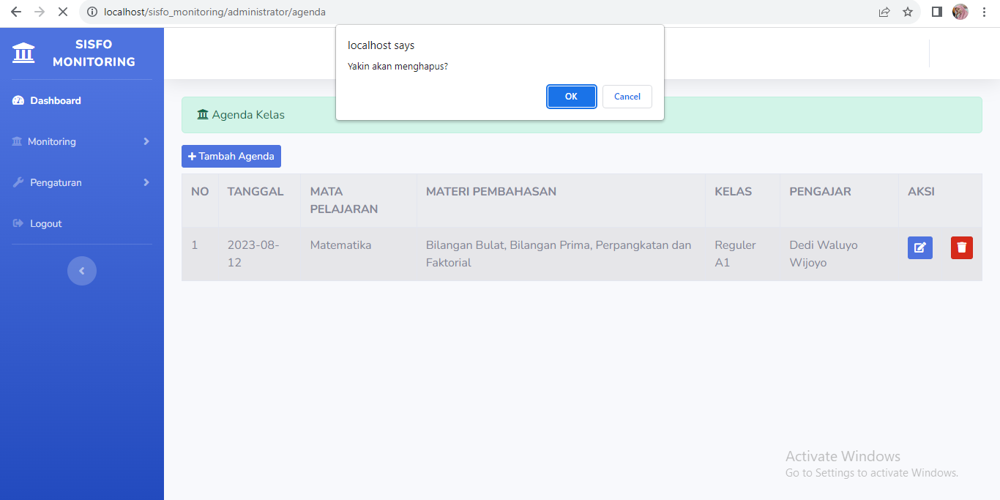 localhost/sisfo_monitoring/administrator/agenda
SISFO
MONITORING
Dashboard
Monitoring
Pengaturan
Logout
localhost says
Yakin akan menghapus?
OK
Cancel
Agenda Kelas
Tambah Agenda
NO TANGGAL MATA PELAJARAN MATERI PEMBAHASAN KELAS PENGAJAR AKSI
1 2023-08-12 Matematika Bilangan Bulat, Bilangan Prima, Perpangkatan dan Faktorial Reguler A1 Dedi Waluyo Wijoyo
Activate Windows
Go to Settings to activate Windows.